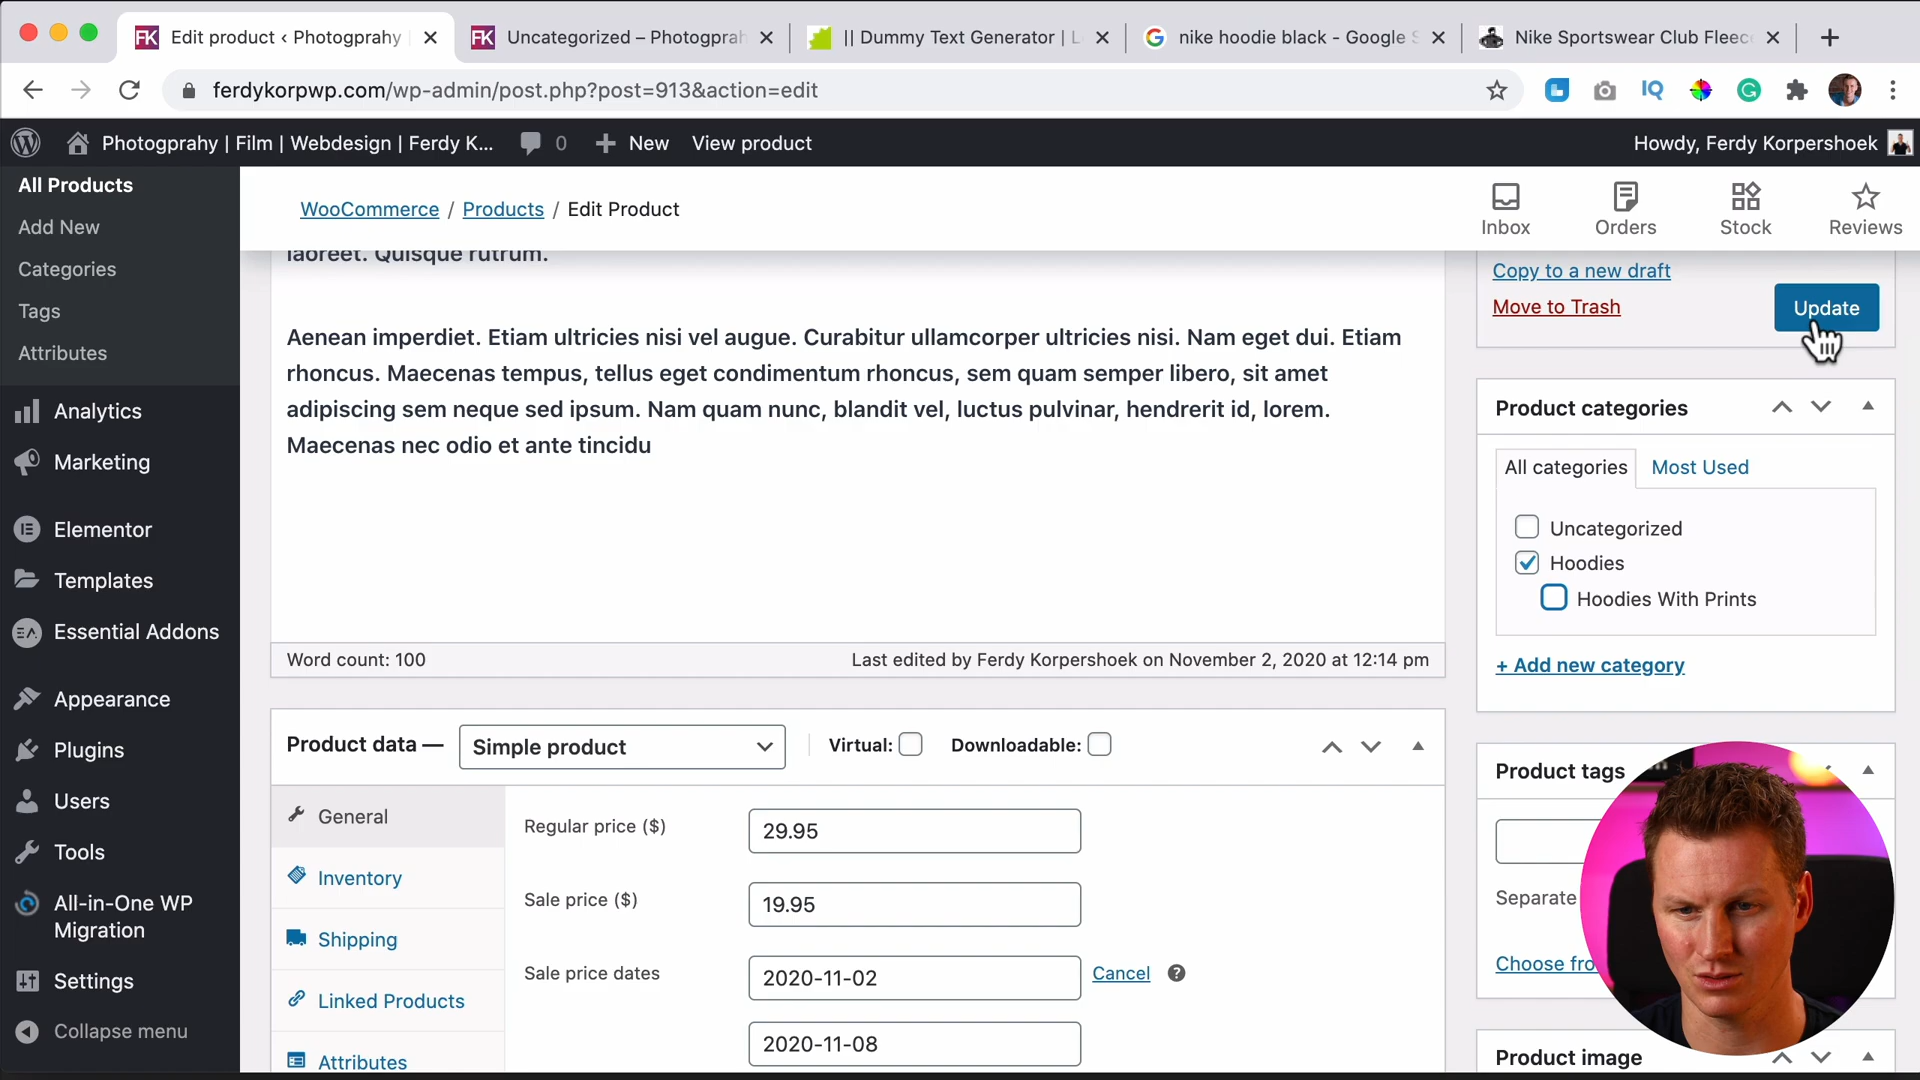 FK Edit product ‹ Photogprahy
FK Uncategorized – Photogprah
|| Dummy Text Generator | L
nike hoodie black - Google S
Nike Sportswear Club Fleec
ferdykorpwp.com/wp-admin/post.php?post=913&action=edit
IQ
Photogprahy | Film | Webdesign | Ferdy K...
0
New
View product
Howdy, Ferdy Korpershoek
All Products
Add New
Categories
Tags
Attributes
Analytics
Marketing
Elementor
Templates
Essential Addons
Appearance
Plugins
Users
Tools
All-in-One WP
Migration
Settings
Collapse menu
WooCommerce / Products / Edit Product
Inbox
Orders
Stock
Reviews
laoreet. Quisque rutrum.
Aenean imperdiet. Etiam ultricies nisi vel augue. Curabitur ullamcorper ultricies nisi. Nam eget dui. Etiam
rhoncus. Maecenas tempus, tellus eget condimentum rhoncus, sem quam semper libero, sit amet
adipiscing sem neque sed ipsum. Nam quam nunc, blandit vel, luctus pulvinar, hendrerit id, lorem.
Maecenas nec odio et ante tincidu
Word count: 100
Last edited by Ferdy Korpershoek on November 2, 2020 at 12:14 pm
Product data — Simple product
Virtual:
Downloadable:
General
Inventory
Shipping
Linked Products
Attributes
Regular price ($)
29.95
Sale price ($)
19.95
Sale price dates
2020-11-02
Cancel
2020-11-08
Copy to a new draft
Move to Trash
Update
Product categories
All categories
Most Used
Uncategorized
Hoodies
Hoodies With Prints
+ Add new category
Product tags
Separate
Choose fro
Product image